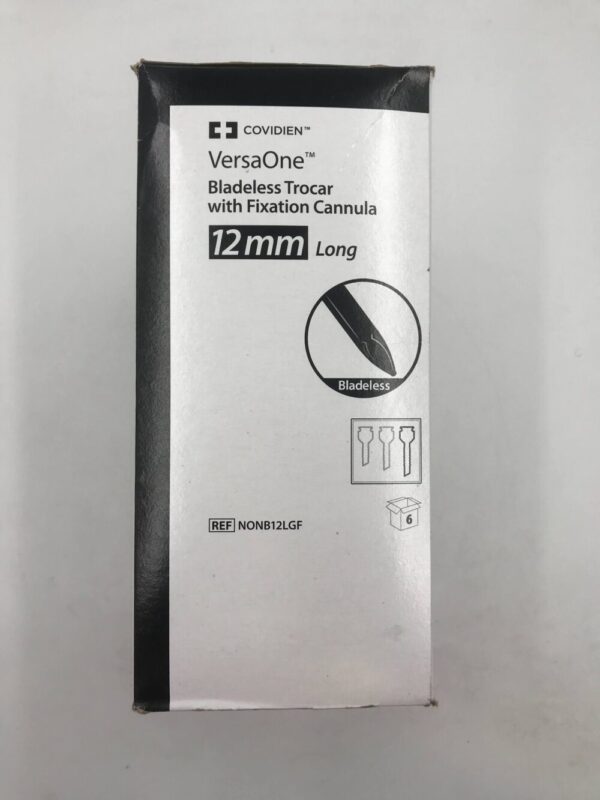 COVIDIEN™
VersaOne™
Bladeless Trocar
with Fixation Cannula
12mm Long
Bladeless
6
REF NONB12LGF